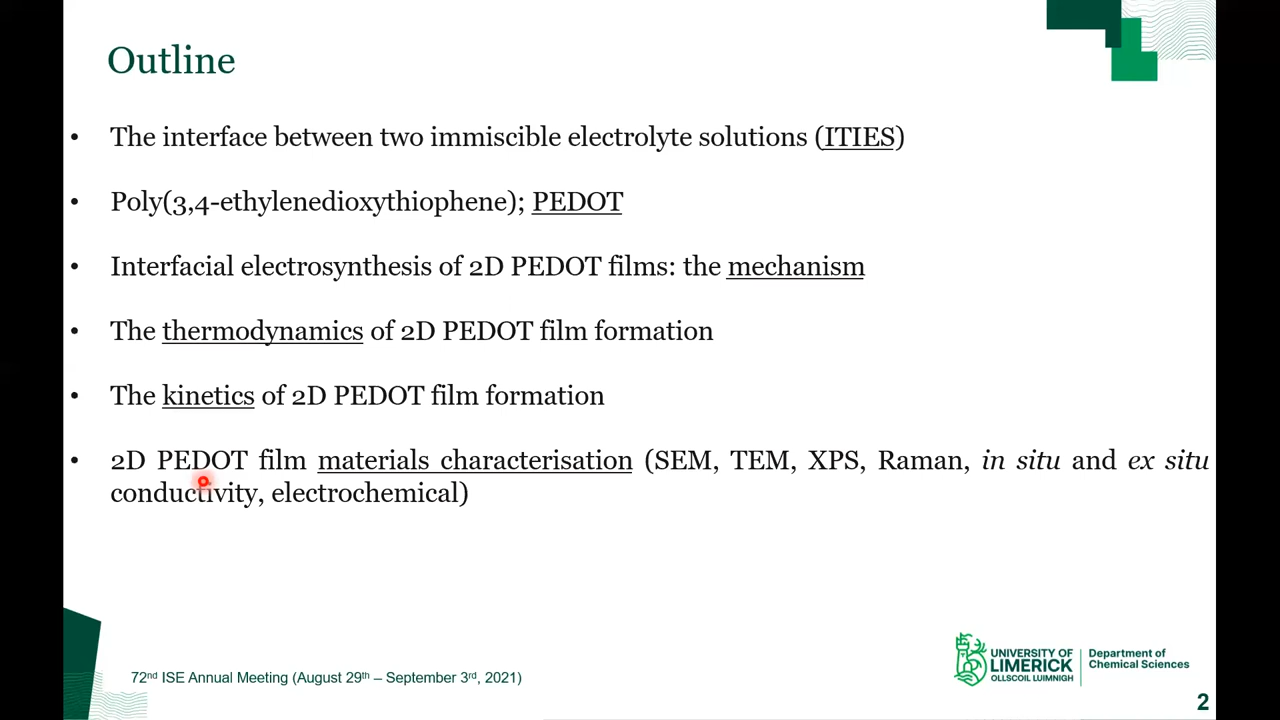 Outline
• The interface between two immiscible electrolyte solutions (ITIES)
• Poly(3,4-ethylenedioxythiophene); PEDOT
• Interfacial electrosynthesis of 2D PEDOT films: the mechanism
• The thermodynamics of 2D PEDOT film formation
• The kinetics of 2D PEDOT film formation
• 2D PEDOT film materials characterisation (SEM, TEM, XPS, Raman, in situ and ex situ
conductivity, electrochemical)
72nd ISE Annual Meeting (August 29th – September 3rd, 2021)
UNIVERSITY OF
LIMERICK
OLLSCOIL LUIMNIGH
Department of
Chemical Sciences
2